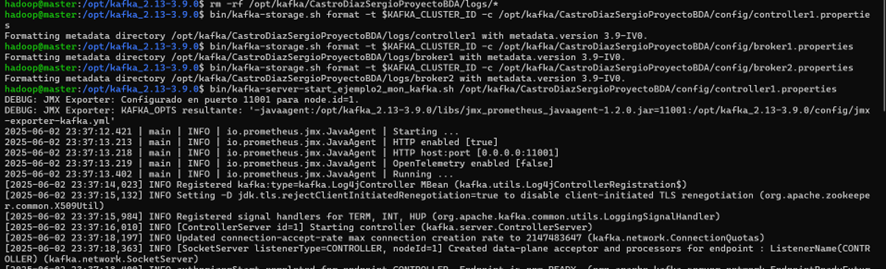 hadoop@master:/opt/kafka/kafka_2.13-3.9.0$ rm -rf /opt/kafka/CastroDiazSergioProyectoBDA/logs/*
hadoop@master:/opt/kafka/kafka_2.13-3.9.0$ bin/kafka-storage.sh format -t $KAFKA_CLUSTER_ID -c /opt/kafka/CastroDiazSergioProyectoBDA/config/controller1.propertie
s
Formatting metadata directory /opt/kafka/CastroDiazSergioProyectoBDA/logs/controller1 with metadata.version 3.9-IV0.
hadoop@master:/opt/kafka/kafka_2.13-3.9.0$ bin/kafka-storage.sh format -t $KAFKA_CLUSTER_ID -c /opt/kafka/CastroDiazSergioProyectoBDA/config/broker1.properties
Formatting metadata directory /opt/kafka/CastroDiazSergioProyectoBDA/logs/broker1 with metadata.version 3.9-IV0.
hadoop@master:/opt/kafka/kafka_2.13-3.9.0$ bin/kafka-storage.sh format -t $KAFKA_CLUSTER_ID -c /opt/kafka/CastroDiazSergioProyectoBDA/config/broker2.properties
Formatting metadata directory /opt/kafka/CastroDiazSergioProyectoBDA/logs/broker2 with metadata.version 3.9-IV0.
hadoop@master:/opt/kafka/kafka_2.13-3.9.0$ bin/kafka-server-start_ejemplo2_mon_kafka.sh /opt/kafka/CastroDiazSergioProyectoBDA/config/controller1.properties
DEBUG: JMX Exporter: Configurado en puerto 11001 para node.id=1.
DEBUG: JMX Exporter: KAFKA_OPTS resultante: '-javaagent:/opt/kafka/kafka_2.13-3.9.0/libs/jmx_prometheus_javaagent-1.2.0.jar=11001:/opt/kafka/kafka_2.13-3.9.0/config/jmx
-exporter-kafka.yml'
2025-06-02 23:37:12.421 | main | INFO | io.prometheus.jmx.JavaAgent | Starting ...
2025-06-02 23:37:13.213 | main | INFO | io.prometheus.jmx.JavaAgent | HTTP enabled [true]
2025-06-02 23:37:13.218 | main | INFO | io.prometheus.jmx.JavaAgent | HTTP host:port [0.0.0.0:11001]
2025-06-02 23:37:13.219 | main | INFO | io.prometheus.jmx.JavaAgent | OpenTelemetry enabled [false]
2025-06-02 23:37:13.402 | main | INFO | io.prometheus.jmx.JavaAgent | Running ...
[2025-06-02 23:37:14,023] INFO Registered kafka:type=kafka.Log4jController MBean (kafka.utils.Log4jControllerRegistration$)
[2025-06-02 23:37:15,132] INFO Setting -D jdk.tls.rejectClientInitiatedRenegotiation=true to disable client-initiated TLS renegotiation (org.apache.zookeepe
r.common.X509Util)
[2025-06-02 23:37:15,984] INFO Registered signal handlers for TERM, INT, HUP (org.apache.kafka.common.utils.LoggingSignalHandler)
[2025-06-02 23:37:16,010] INFO [ControllerServer id=1] Starting controller (kafka.server.ControllerServer)
[2025-06-02 23:37:18,197] INFO Updated connection-accept-rate max connection creation rate to 2147483647 (kafka.network.ConnectionQuotas)
[2025-06-02 23:37:18,363] INFO [SocketServer listenerType=CONTROLLER, nodeId=1] Created data-plane acceptor and processors for endpoint : ListenerName(CONTR
OLLER) (kafka.network.SocketServer)